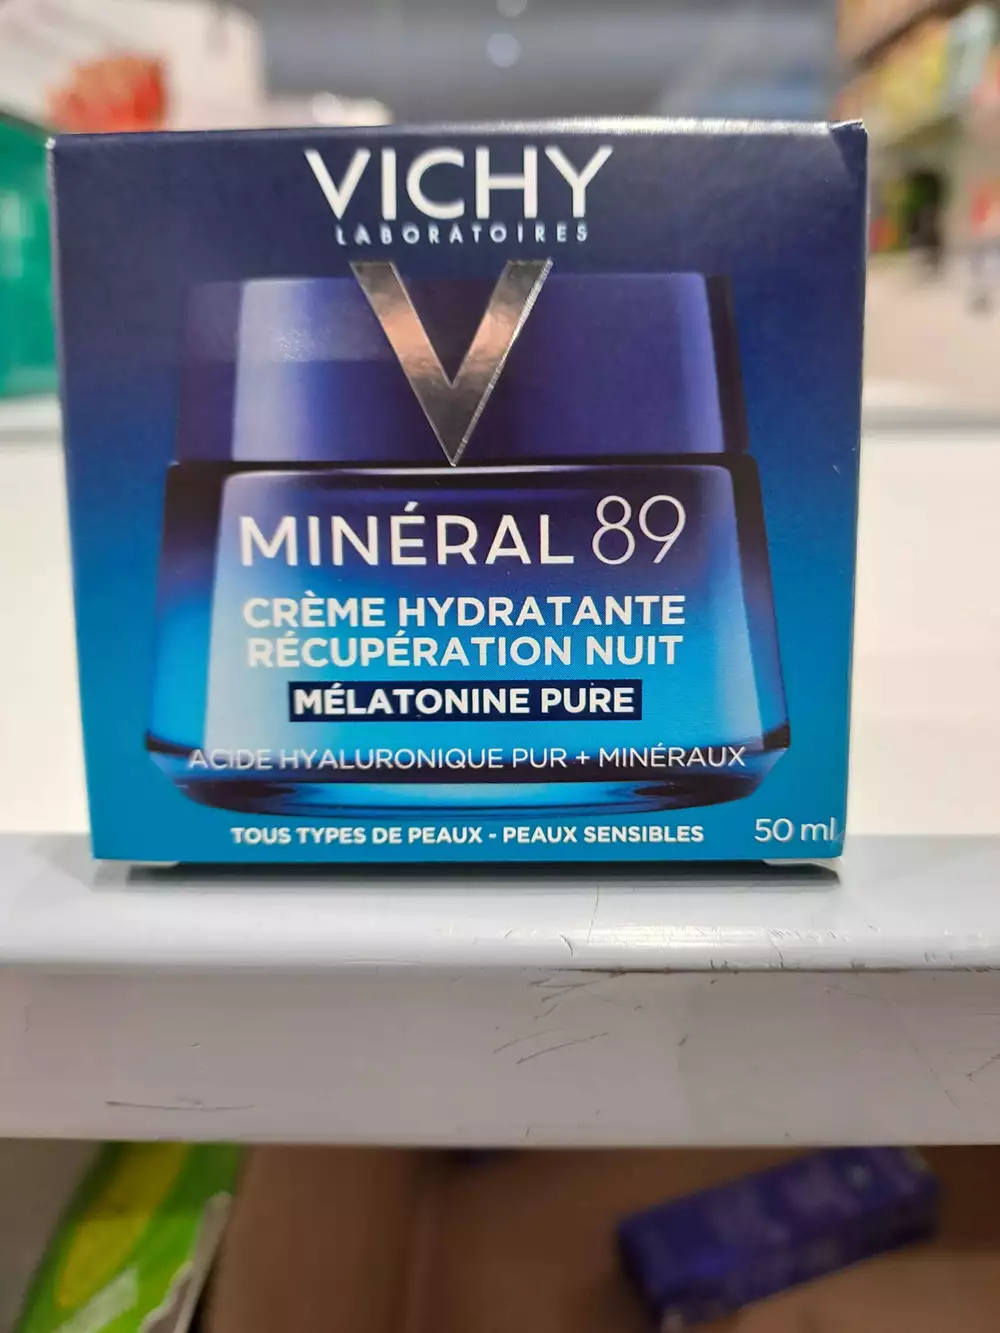 VICHY
LABORATOIRES
MINÉRAL 89
CRÈME HYDRATANTE
RÉCUPÉRATION NUIT
MÉLATONINE PURE
ACIDE HYALURONIQUE PUR + MINÉRAUX
TOUS TYPES DE PEAUX - PEAUX SENSIBLES
50 ml